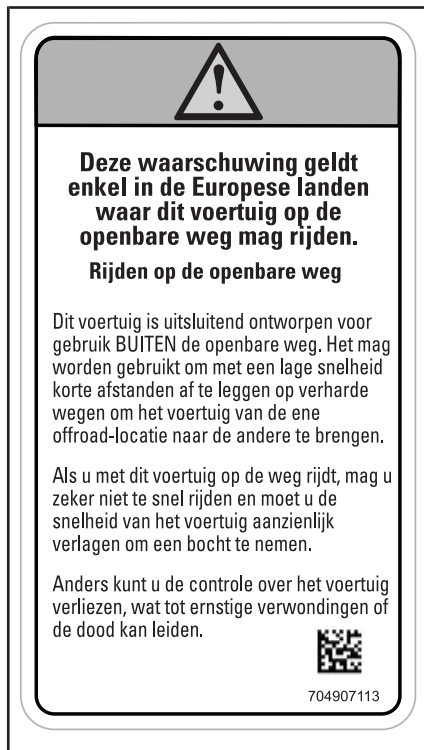 Deze waarschuwing geldt
enkel in de Europese landen
waar dit voertuig op de
openbare weg mag rijden.
Rijden op de openbare weg
Dit voertuig is uitsluitend ontworpen voor
gebruik BUITEN de openbare weg. Het mag
worden gebruikt om met een lage snelheid
korte afstanden af te leggen op verharde
wegen om het voertuig van de ene
offroad-locatie naar de andere te brengen.
Als u met dit voertuig op de weg rijdt, mag u
zeker niet te snel rijden en moet u de
snelheid van het voertuig aanzienlijk
verlagen om een bocht te nemen.
Anders kunt u de controle over het voertuig
verliezen, wat tot ernstige verwondingen of
de dood kan leiden.
704907113